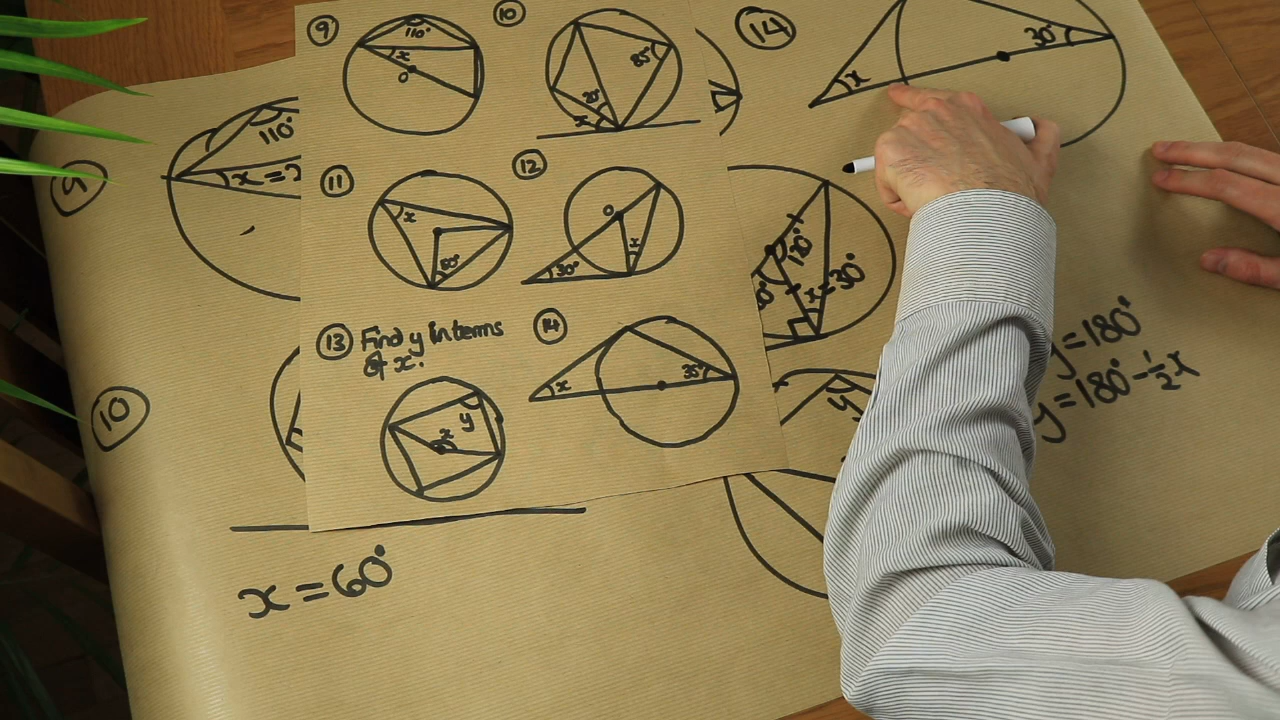 9
110°
x
O
10
85°
20°
x
11
x
80°
12
O
30°
x
13 Find y in terms
of x.
x
y
14
x
35°
9
110°
x = 
10
x = 60°
14
x
30°
120°
x = 30°
y
y = 180°
y = 180° - ½x